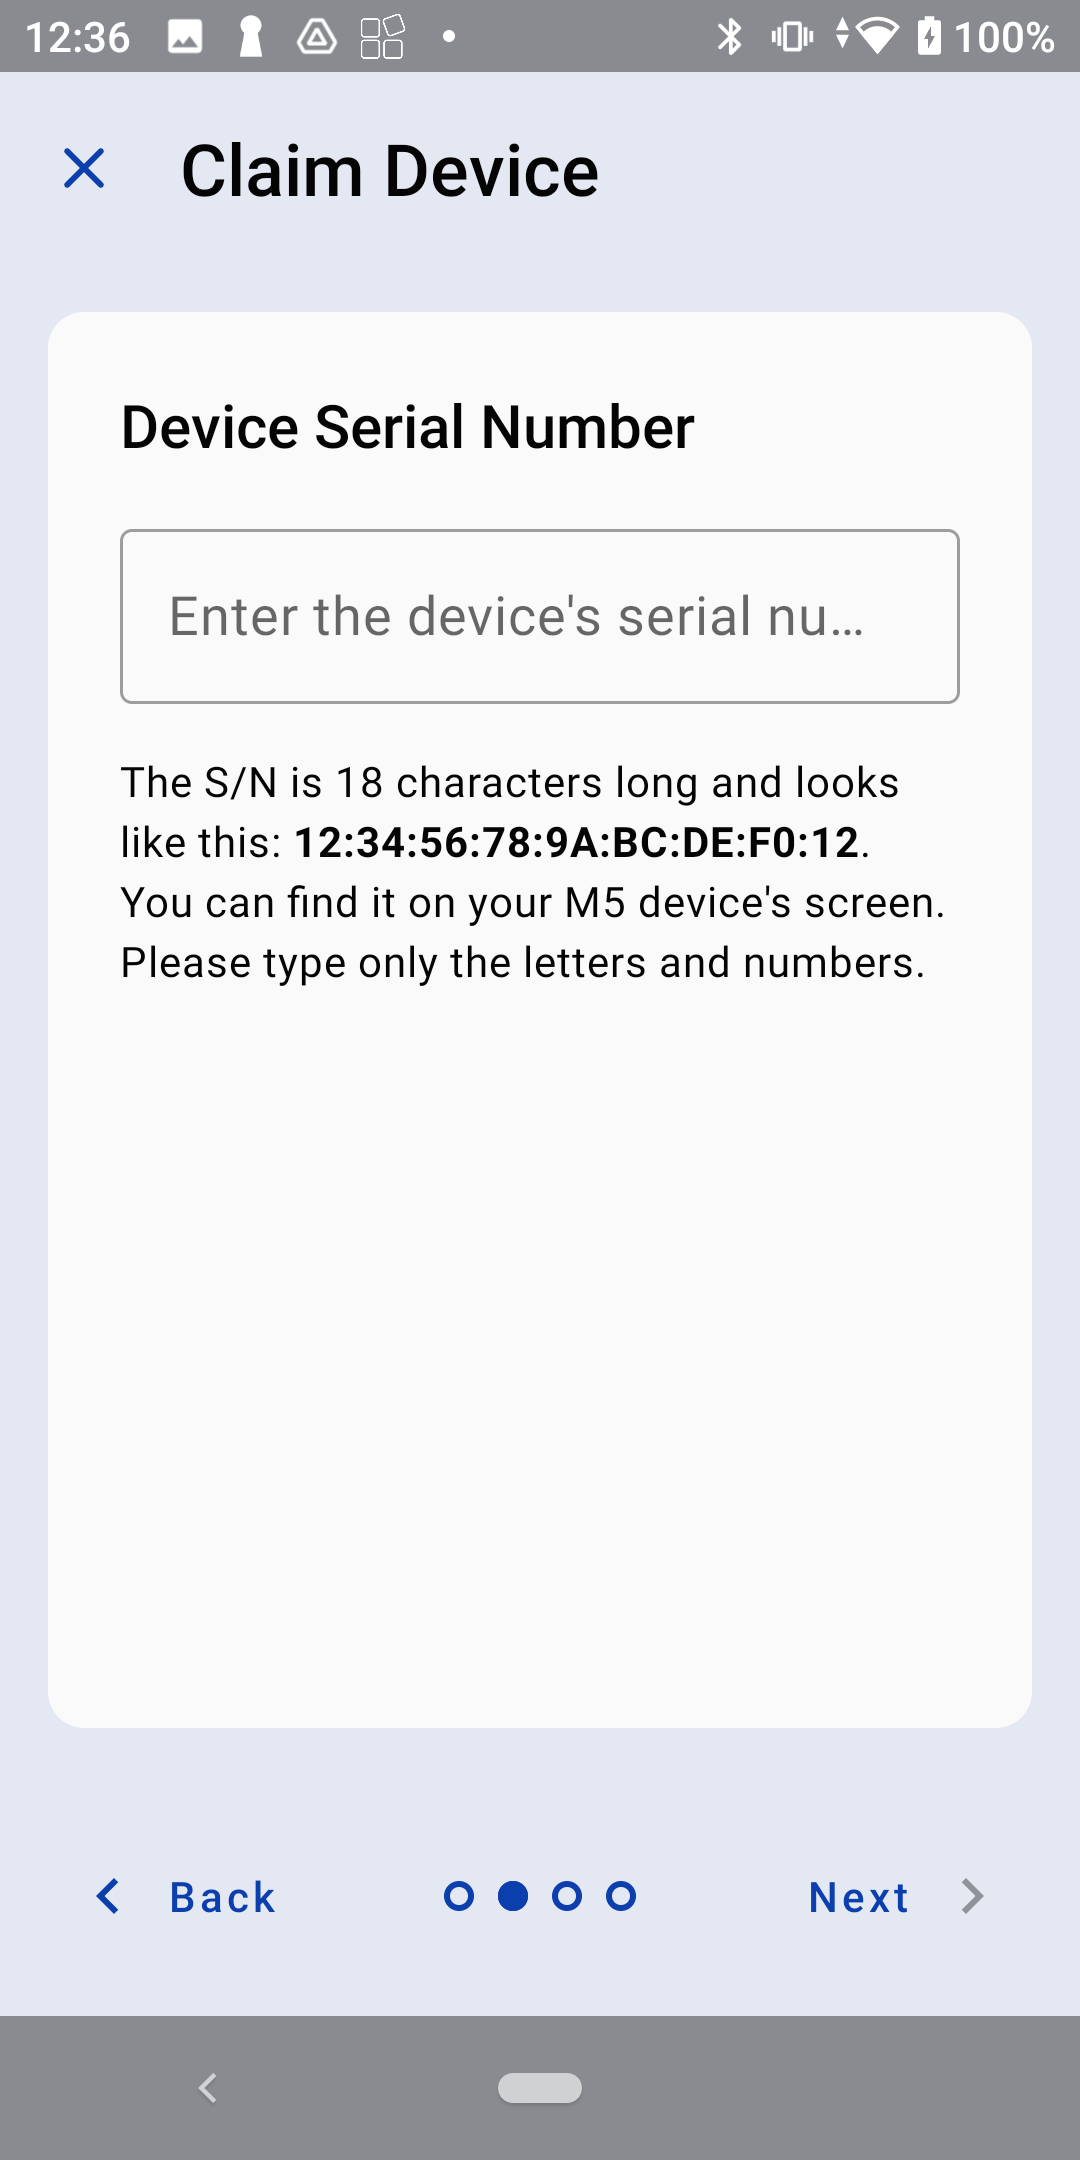 12:36
100%
Claim Device
Device Serial Number
Enter the device's serial nu...
The S/N is 18 characters long and looks
like this: 12:34:56:78:9A:BC:DE:F0:12.
You can find it on your M5 device's screen.
Please type only the letters and numbers.
Back
Next